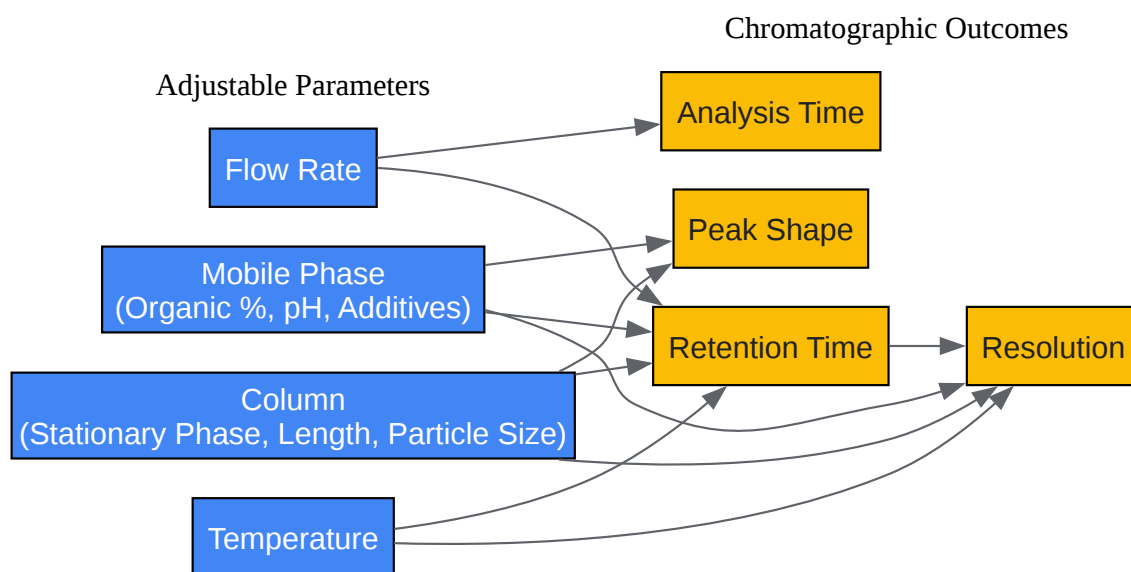 Chromatographic Outcomes
Adjustable Parameters
Analysis Time
Flow Rate
Peak Shape
Mobile Phase
(Organic %, pH, Additives)
Retention Time
Resolution
Column
(Stationary Phase, Length, Particle Size)
Temperature